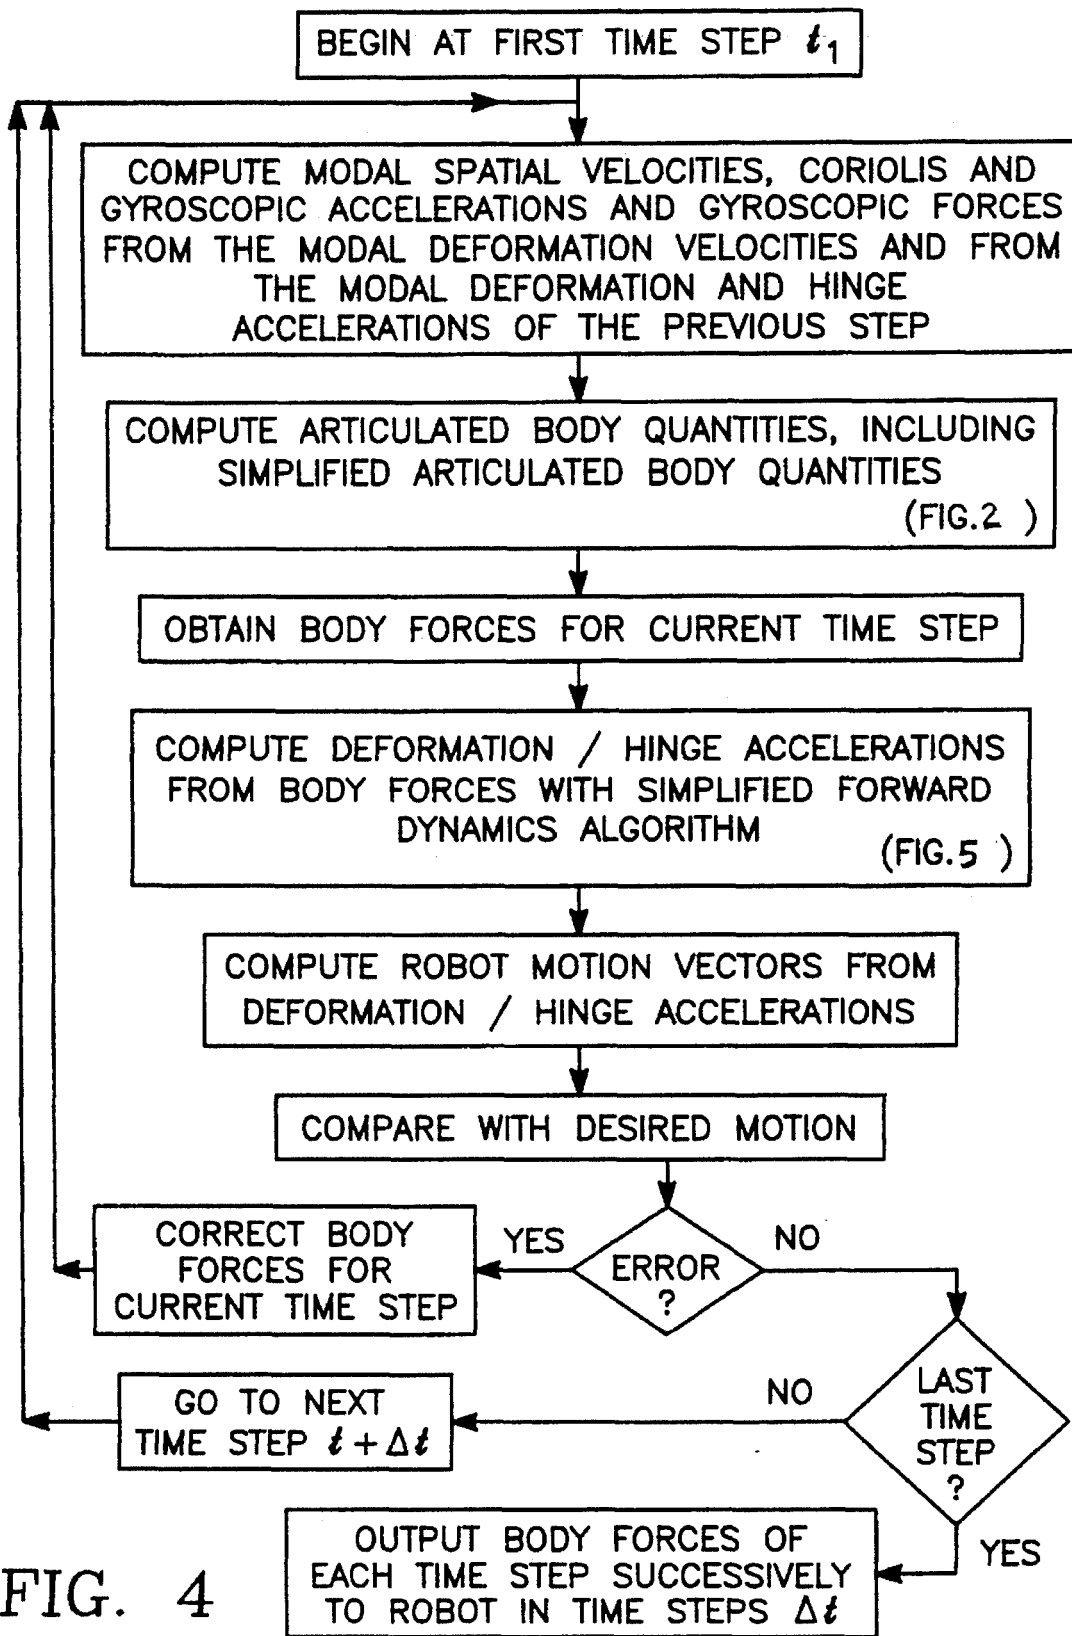 BEGIN AT FIRST TIME STEP t1
COMPUTE MODAL SPATIAL VELOCITIES, CORIOLIS AND
GYROSCOPIC ACCELERATIONS AND GYROSCOPIC FORCES
FROM THE MODAL DEFORMATION VELOCITIES AND FROM
THE MODAL DEFORMATION AND HINGE
ACCELERATIONS OF THE PREVIOUS STEP
COMPUTE ARTICULATED BODY QUANTITIES, INCLUDING
SIMPLIFIED ARTICULATED BODY QUANTITIES
(FIG.2 )
OBTAIN BODY FORCES FOR CURRENT TIME STEP
COMPUTE DEFORMATION / HINGE ACCELERATIONS
FROM BODY FORCES WITH SIMPLIFIED FORWARD
DYNAMICS ALGORITHM
(FIG.5 )
COMPUTE ROBOT MOTION VECTORS FROM
DEFORMATION / HINGE ACCELERATIONS
COMPARE WITH DESIRED MOTION
ERROR
?
YES
NO
CORRECT BODY
FORCES FOR
CURRENT TIME STEP
LAST
TIME
STEP
?
NO
YES
GO TO NEXT
TIME STEP t + Δt
OUTPUT BODY FORCES OF
EACH TIME STEP SUCCESSIVELY
TO ROBOT IN TIME STEPS Δt
FIG. 4